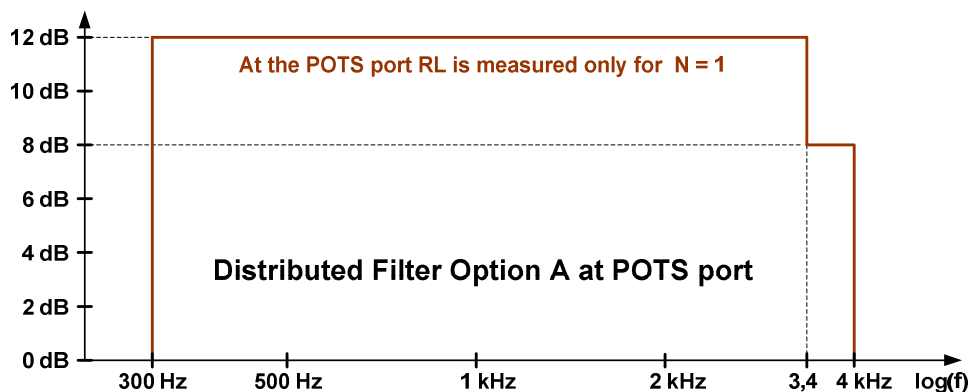 12 dB
At the POTS port RL is measured only for N = 1
10 dB
8 dB
6 dB
4 dB
Distributed Filter Option A at POTS port
2 dB
0 dB
300 Hz 500 Hz 1 kHz 2 kHz 3,4 4 kHz log(f)